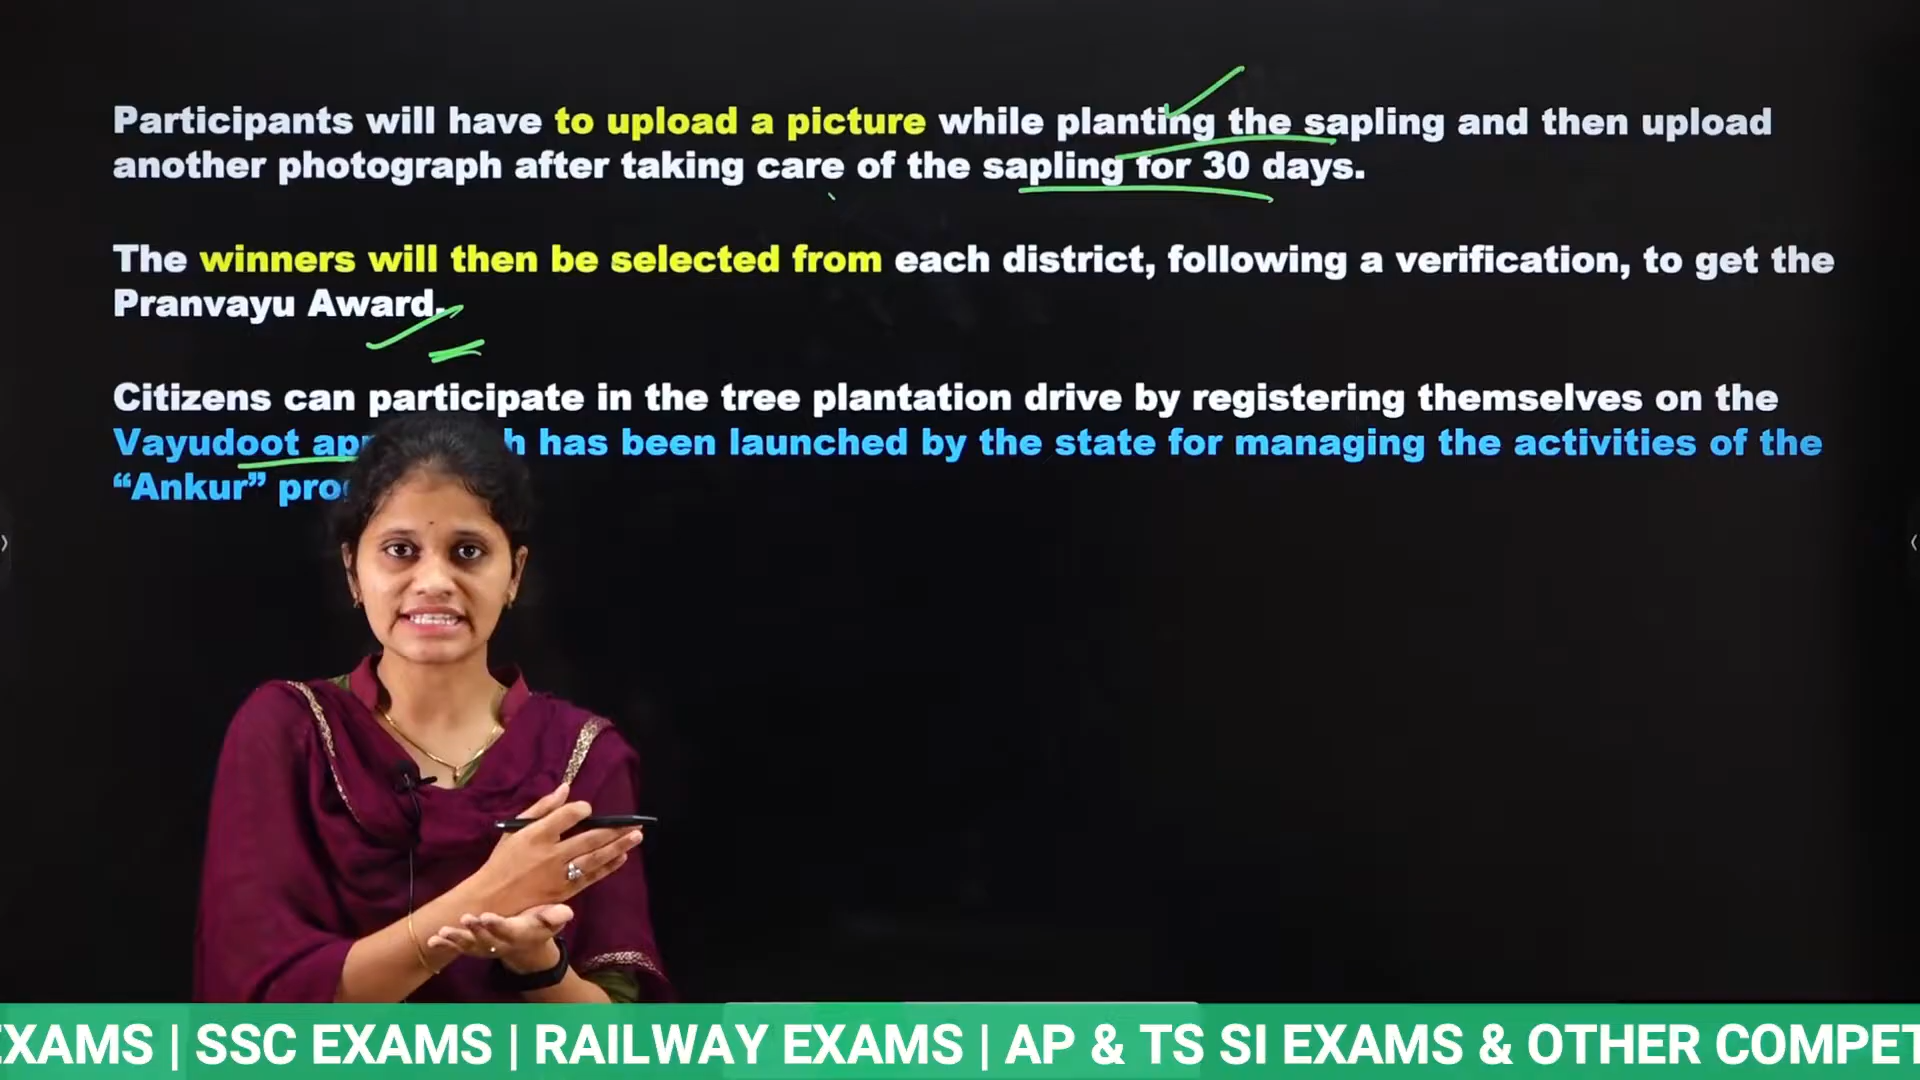 Participants will have to upload a picture while planting the sapling and then upload
another photograph after taking care of the sapling for 30 days.
The winners will then be selected from each district, following a verification, to get the
Pranvayu Award.
Citizens can participate in the tree plantation drive by registering themselves on the
Vayudoot has been launched by the state for managing the activities of the
“Ankur”
EXAMS | SSC EXAMS | RAILWAY EXAMS | AP & TS SI EXAMS & OTHER